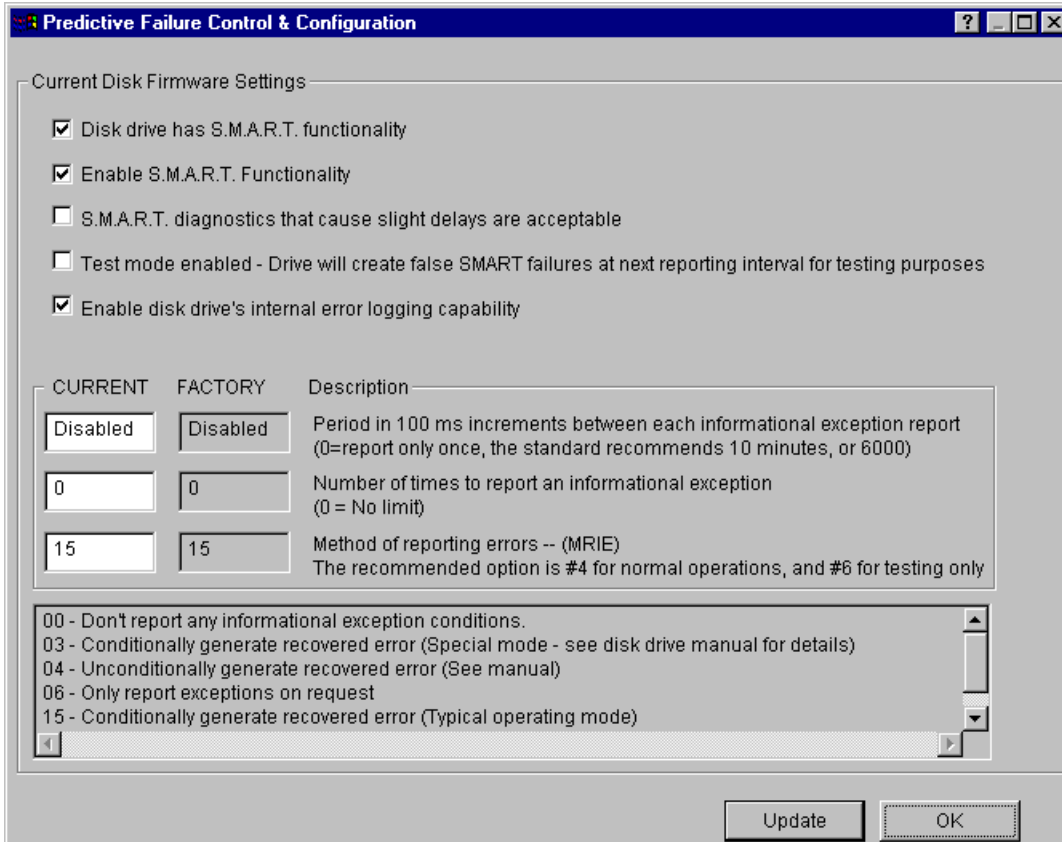 Predictive Failure Control & Configuration
Current Disk Firmware Settings
Disk drive has S.M.A.R.T. functionality
Enable S.M.A.R.T. Functionality
S.M.A.R.T. diagnostics that cause slight delays are acceptable
Test mode enabled - Drive will create false SMART failures at next reporting interval for testing purposes
Enable disk drive's internal error logging capability
CURRENT FACTORY Description
Disabled Disabled Period in 100 ms increments between each informational exception report
(0=report only once, the standard recommends 10 minutes, or 6000)
0 0 Number of times to report an informational exception
(0 = No limit)
15 15 Method of reporting errors -- (MRIE)
The recommended option is #4 for normal operations, and #6 for testing only
00 - Don't report any informational exception conditions.
03 - Conditionally generate recovered error (Special mode - see disk drive manual for details)
04 - Unconditionally generate recovered error (See manual)
06 - Only report exceptions on request
15 - Conditionally generate recovered error (Typical operating mode)
Update OK